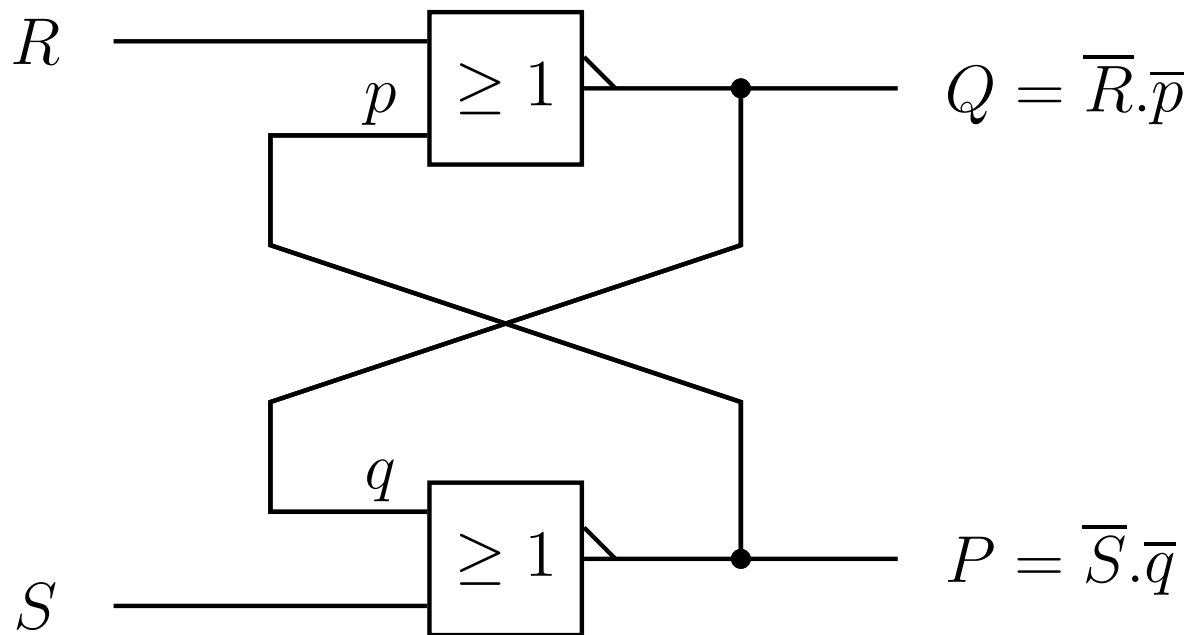 R
p
≥ 1
Q = R̅.p̅
q
≥ 1
P = S̅.q̅
S